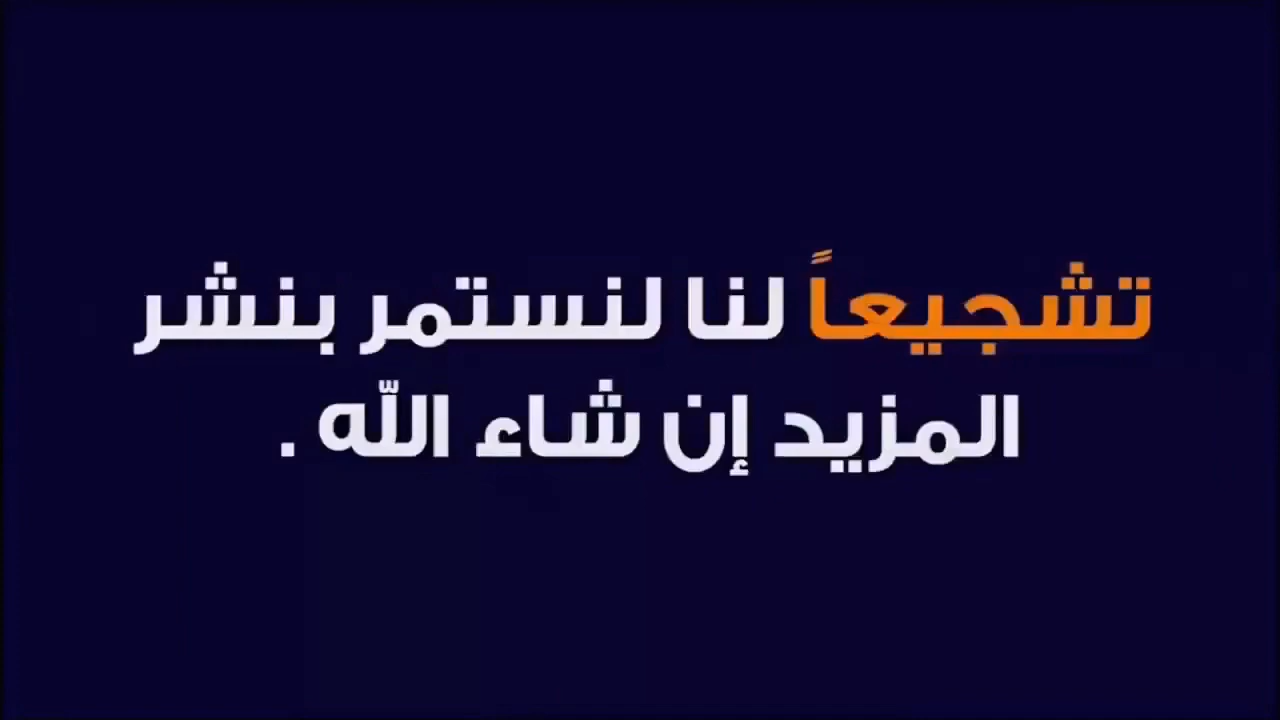 تشجيعاً لنا لنستمر بنشر
المزيد إن شاء اللّه .